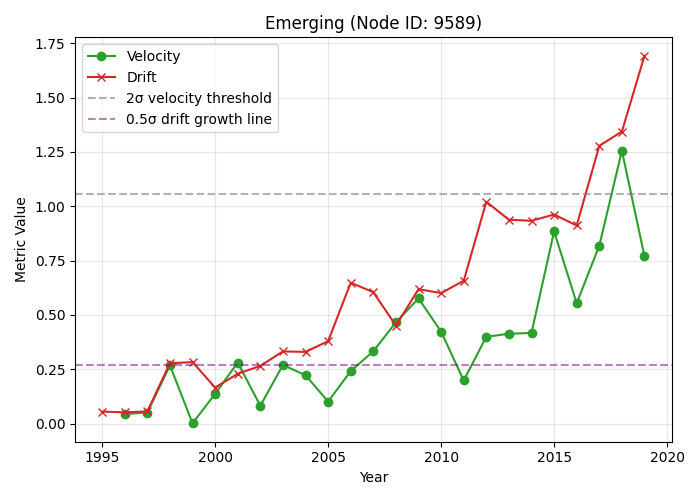 Emerging (Node ID: 9589)
Velocity
Drift
2σ velocity threshold
0.5σ drift growth line
Metric Value
1.75
1.50
1.25
1.00
0.75
0.50
0.25
0.00
1995 2000 2005 2010 2015 2020
Year